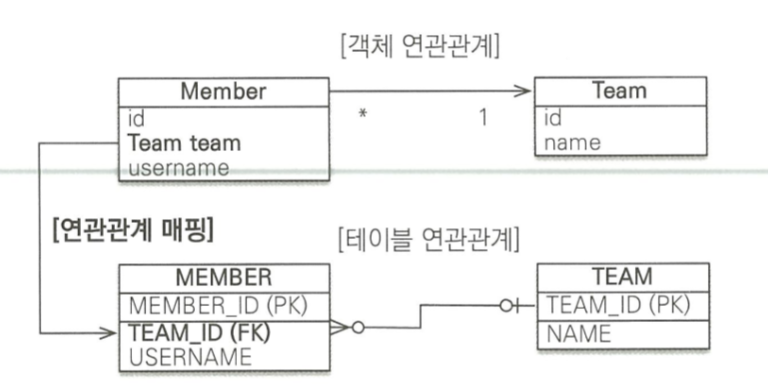 [객체 연관관계]
Member
Team
id
*
1
id
Team team
name
username
[연관관계 매핑]
[테이블 연관관계]
MEMBER
TEAM
MEMBER_ID (PK)
TEAM_ID (PK)
TEAM_ID (FK)
NAME
USERNAME